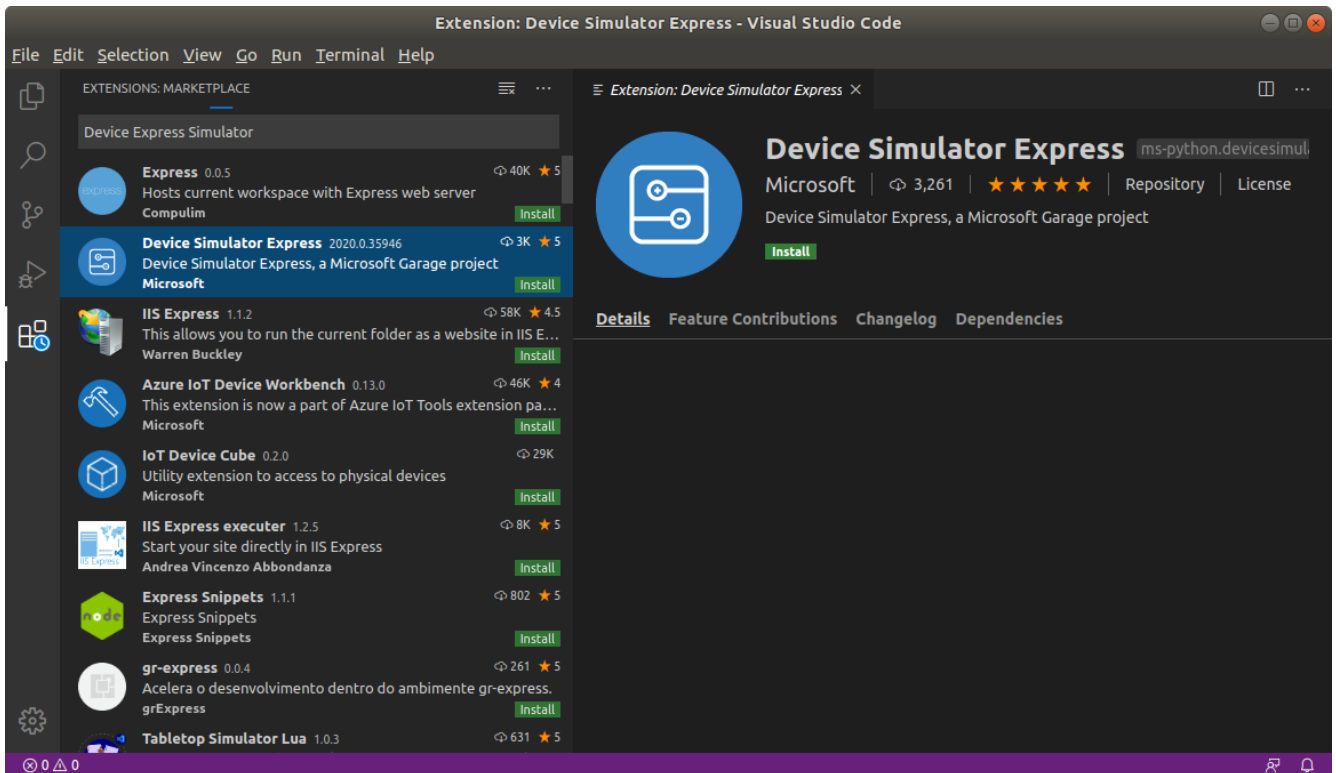 Extension: Device Simulator Express - Visual Studio Code
File Edit Selection View Go Run Terminal Help
EXTENSIONS: MARKETPLACE
Device Express Simulator
express
Express 0.0.5 40K ★ 5
Hosts current workspace with Express web server
Compulim Install
Device Simulator Express 2020.0.35946 3K ★ 5
Device Simulator Express, a Microsoft Garage project
Microsoft Install
IIS Express 1.1.2 58K ★ 4.5
This allows you to run the current folder as a website in IIS E...
Warren Buckley Install
Azure IoT Device Workbench 0.13.0 46K ★ 4
This extension is now a part of Azure IoT Tools extension pa...
Microsoft Install
IoT Device Cube 0.2.0 29K
Utility extension to access to physical devices
Microsoft Install
IIS Express executer 1.2.5 8K ★ 5
Start your site directly in IIS Express
IIS Express
Andrea Vincenzo Abbondanza Install
Express Snippets 1.1.1 802 ★ 5
node
Express Snippets
Express Snippets Install
gr-express 0.0.4 261 ★ 5
Acelera o desenvolvimento dentro do ambimente gr-express.
grExpress Install
Tabletop Simulator Lua 1.0.3 631 ★ 5
Extension: Device Simulator Express ×
Device Simulator Express ms-python.devicesimul
Microsoft 3,261 ★ ★ ★ ★ ★ Repository License
Device Simulator Express, a Microsoft Garage project
Install
Details Feature Contributions Changelog Dependencies
0 0